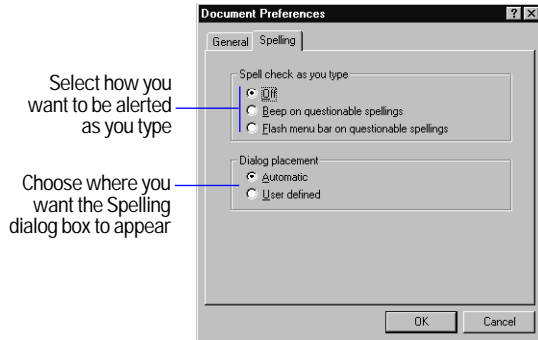 Document Preferences
General Spelling
Spell check as you type
Off
Beep on questionable spellings
Flash menu bar on questionable spellings
Dialog placement
Automatic
User defined
OK Cancel
Select how you
want to be alerted
as you type
Choose where you
want the Spelling
dialog box to appear